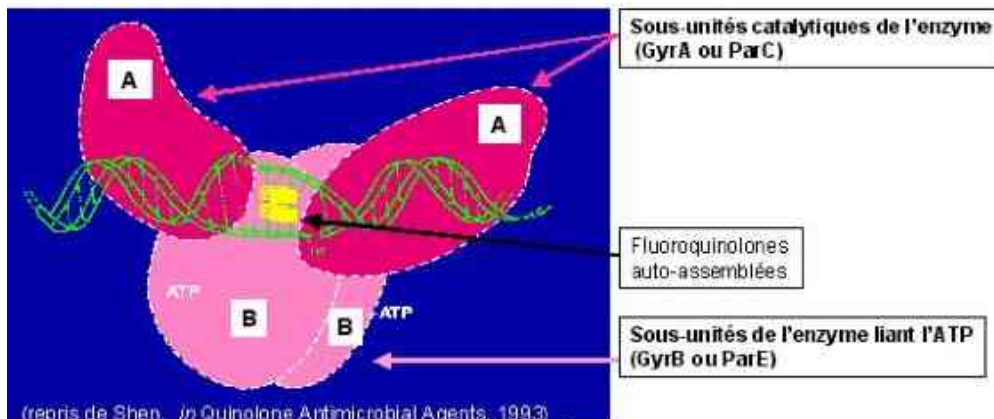 Sous-unités catalytiques de l'enzyme
(GyrA ou ParC)
A
A
Fluoroquinolones
auto-assemblées
ATP
B
B
ATP
Sous-unités de l'enzyme liant l'ATP
(GyrB ou ParE)
(repris de Shen, in Quinolone Antimicrobial Agents, 1993)